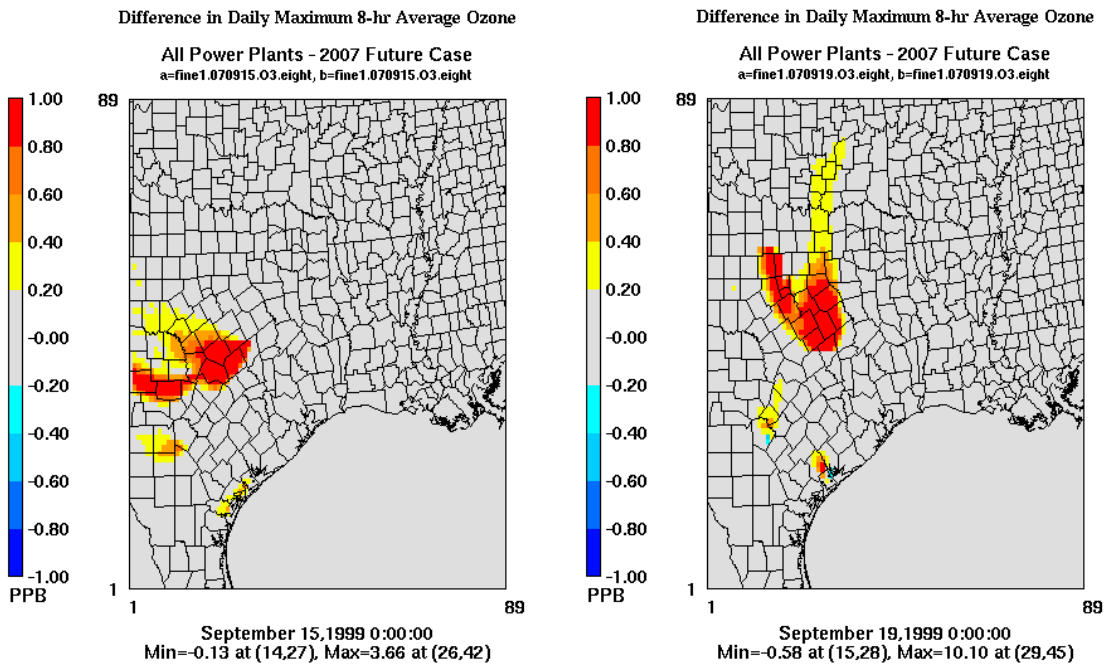 Difference in Daily Maximum 8-hr Average Ozone
All Power Plants - 2007 Future Case
a=fine1.070915.O3.eight, b=fine1.070915.O3.eight
1.00
0.80
0.60
0.40
0.20
-0.00
-0.20
-0.40
-0.60
-0.80
-1.00
PPB
89
1
1
89
September 15,1999 0:00:00
Min=-0.13 at (14,27), Max=3.66 at (26,42)
Difference in Daily Maximum 8-hr Average Ozone
All Power Plants - 2007 Future Case
a=fine1.070919.O3.eight, b=fine1.070919.O3.eight
1.00
0.80
0.60
0.40
0.20
-0.00
-0.20
-0.40
-0.60
-0.80
-1.00
PPB
89
1
1
89
September 19,1999 0:00:00
Min=-0.58 at (15,28), Max=10.10 at (29,45)